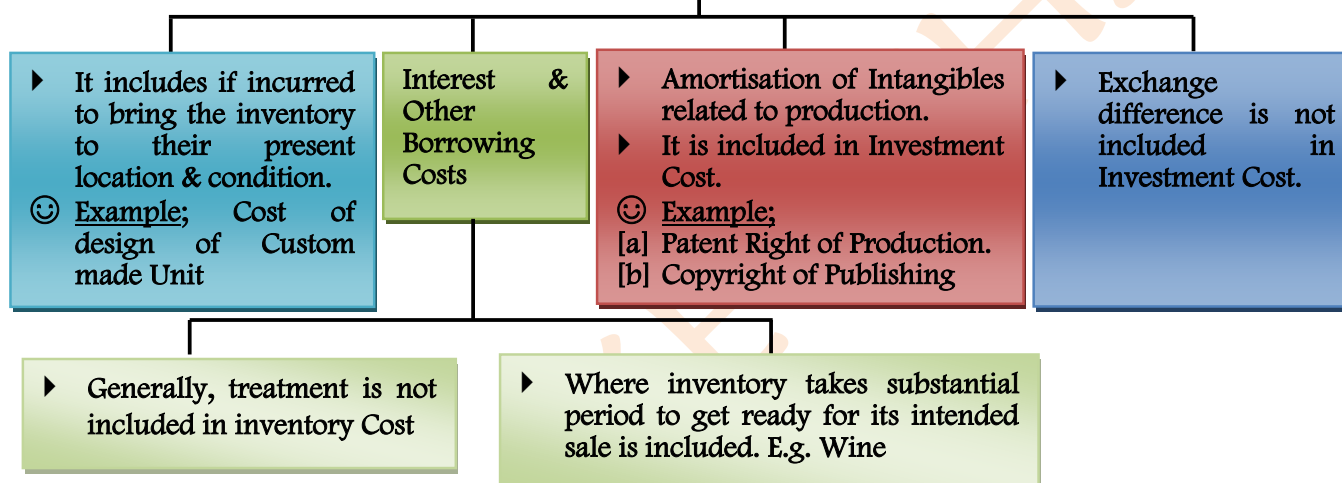 It includes if incurred
to bring the inventory
to their present
location & condition.
Example; Cost of
design of Custom
made Unit
Interest &
Other
Borrowing
Costs
Amortisation of Intangibles
related to production.
It is included in Investment
Cost.
Example;
[a] Patent Right of Production.
[b] Copyright of Publishing
Exchange
difference is not
included in
Investment Cost.
Generally, treatment is not
included in inventory Cost
Where inventory takes substantial
period to get ready for its intended
sale is included. E.g. Wine